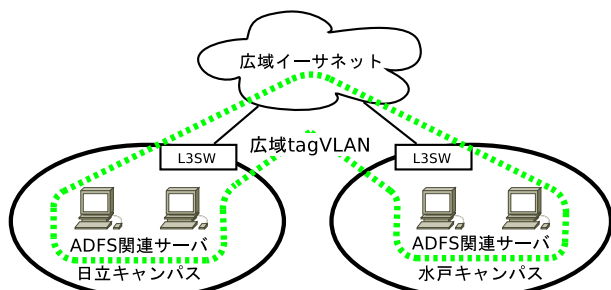 広域イーサネット
広域tagVLAN
L3SW
L3SW
ADFS関連サーバ
日立キャンパス
ADFS関連サーバ
水戸キャンパス